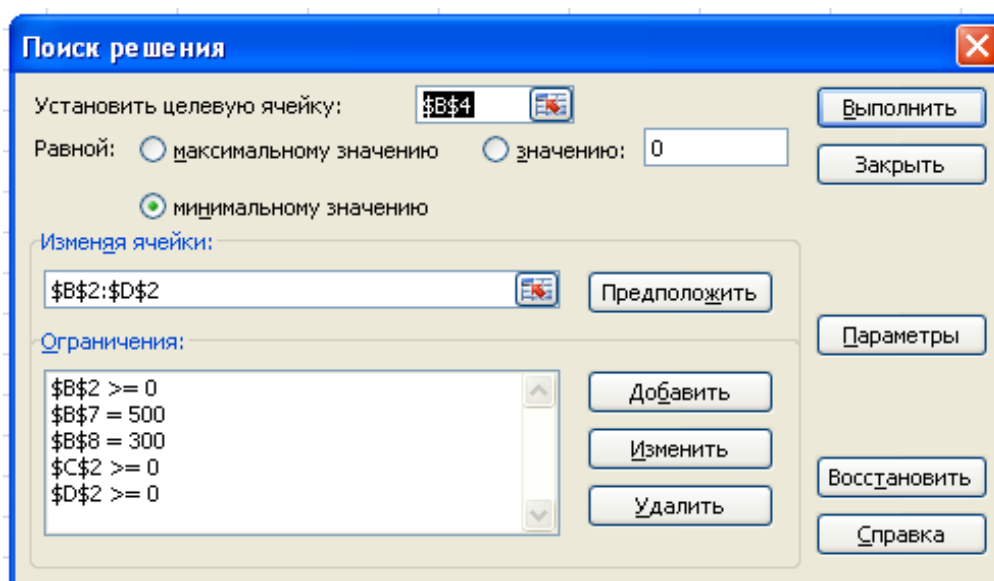 Поиск решения
Установить целевую ячейку: $B$4
Выполнить
Равной: максимальному значению значению: 0
Закрыть
минимальному значению
Изменяя ячейки:
$B$2:$D$2
Предположить
Параметры
Ограничения:
$B$2 >= 0
$B$7 = 500
$B$8 = 300
$C$2 >= 0
$D$2 >= 0
Добавить
Изменить
Удалить
Восстановить
Справка